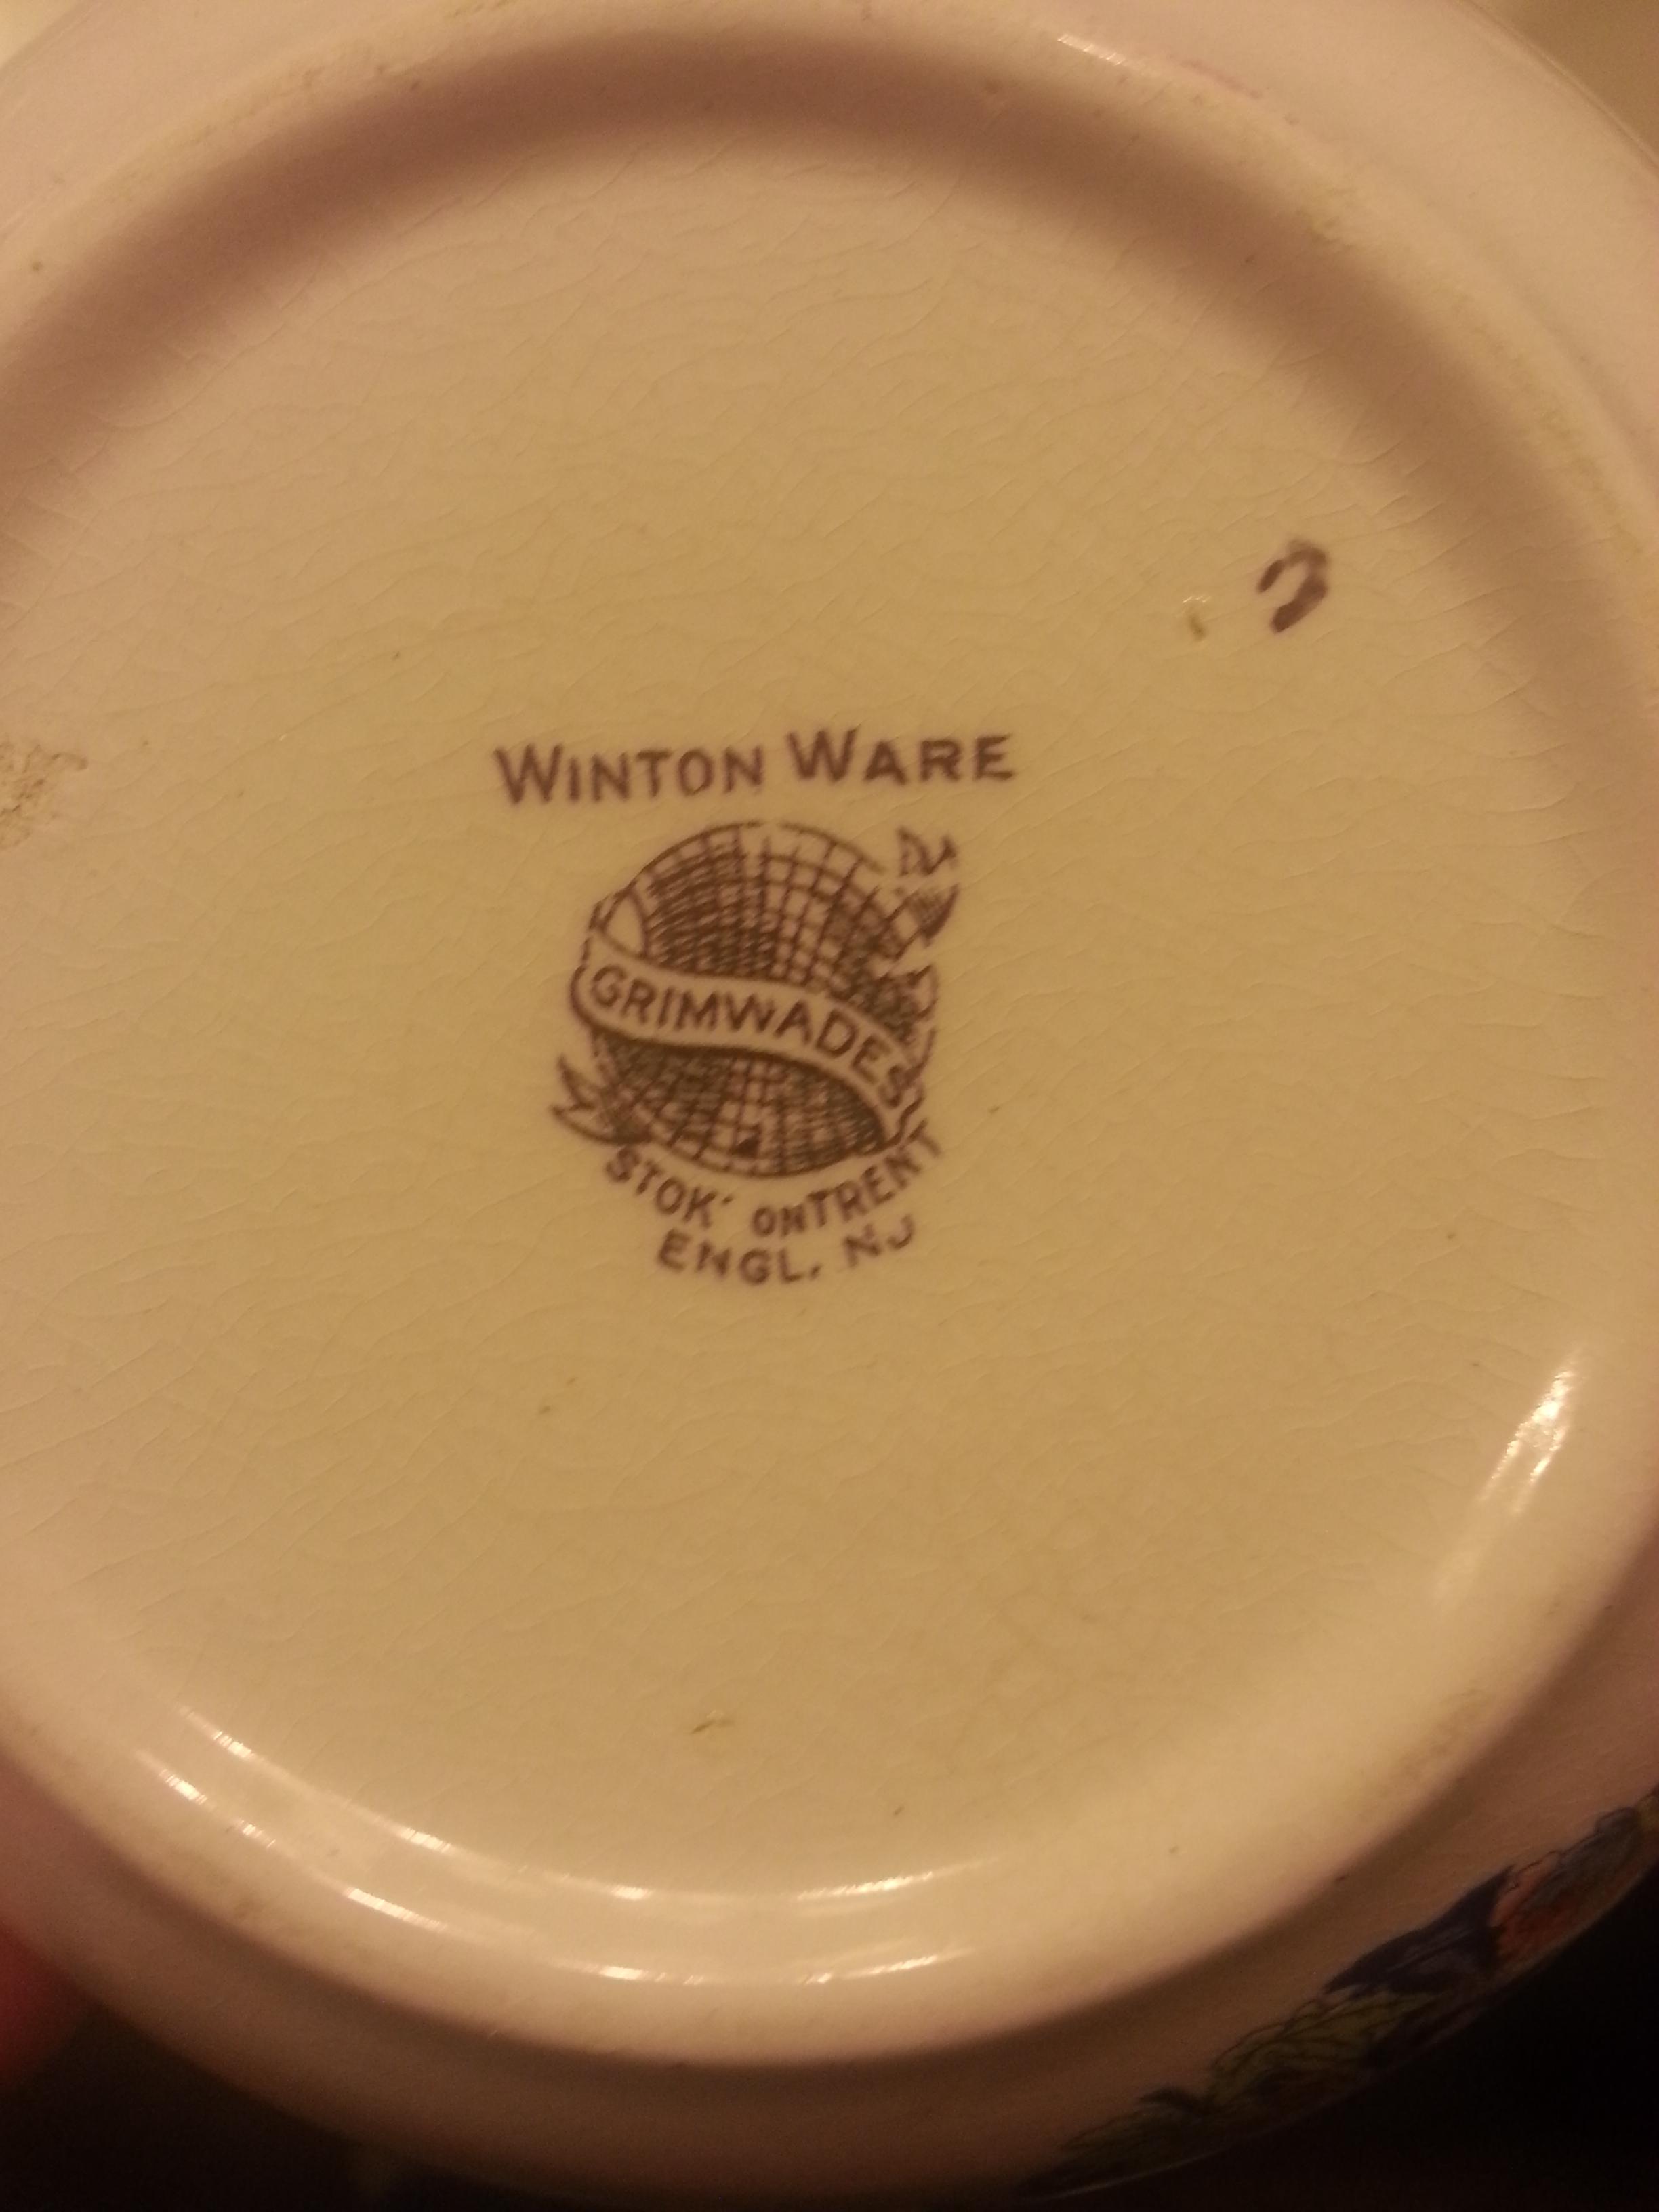 WINTON WARE
GRIMWADES
STOK' ONTRENT
ENGL. NJ